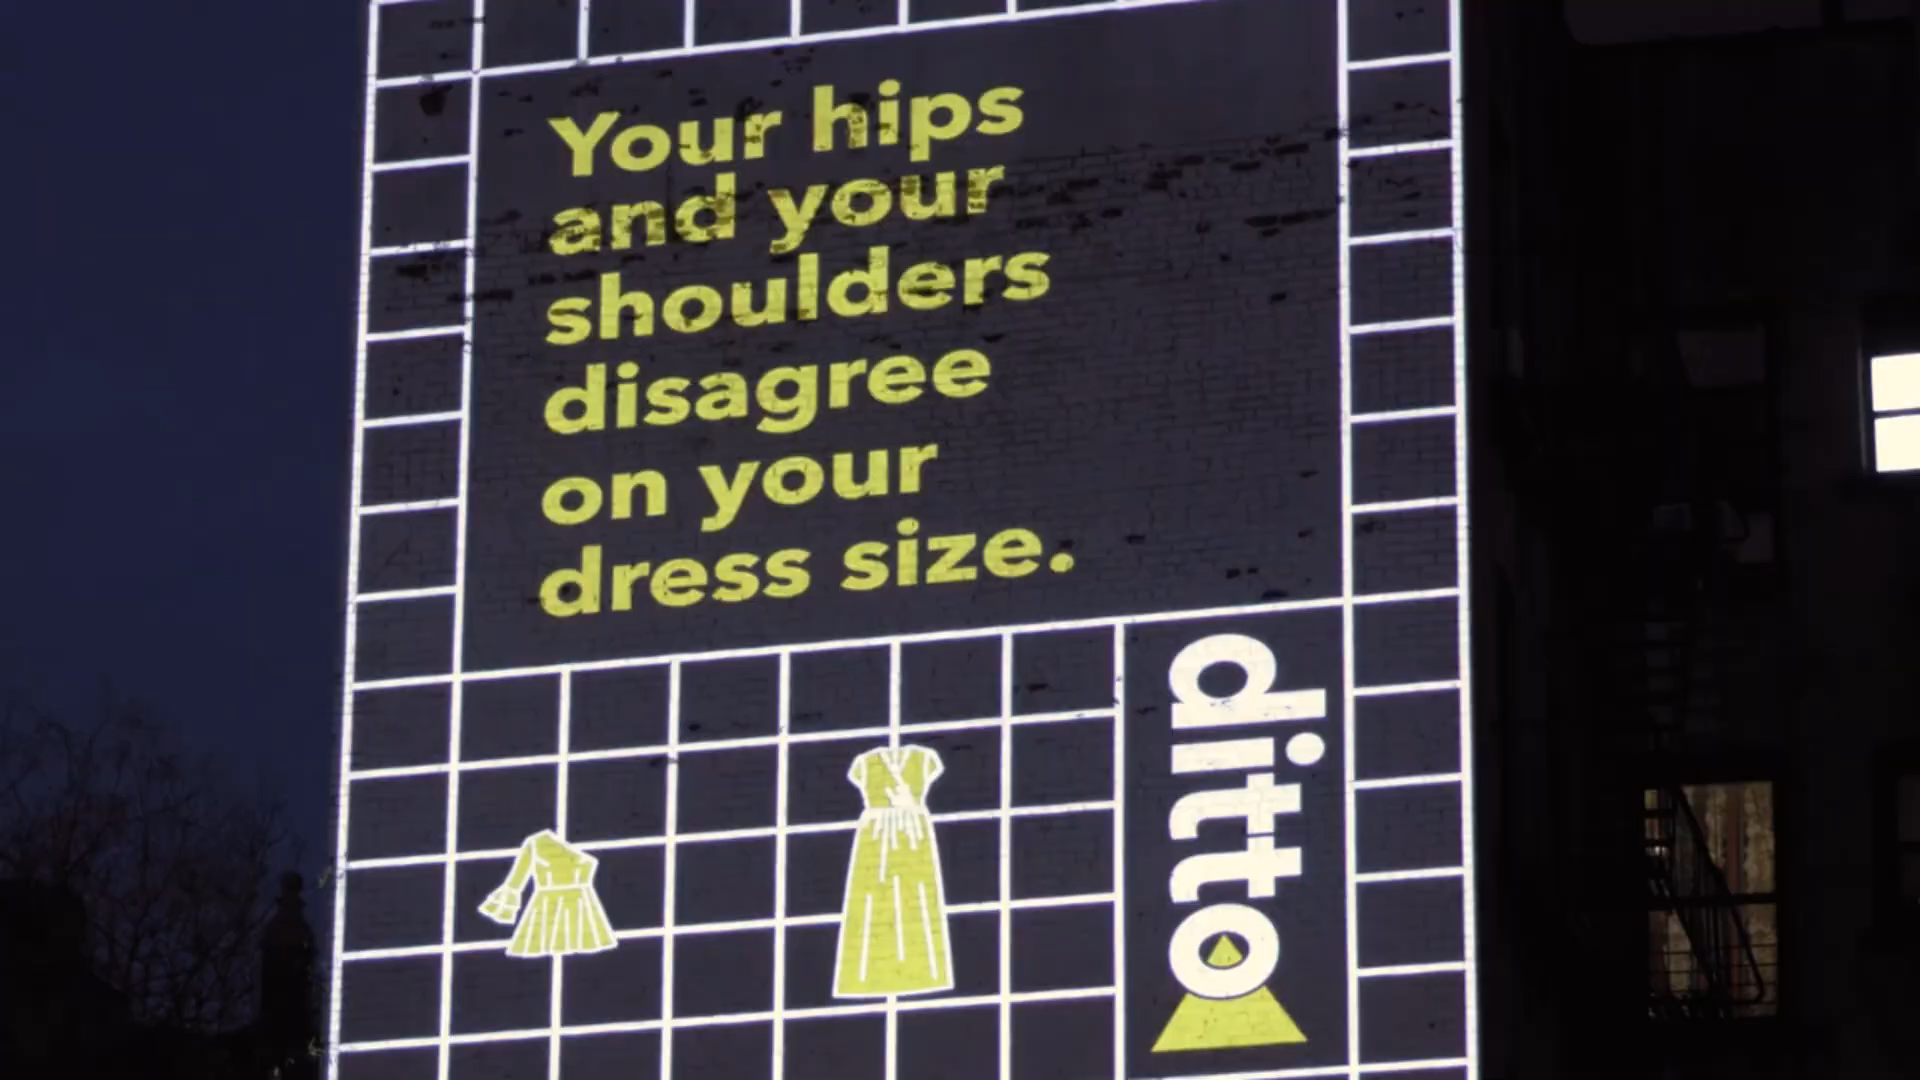 Your hips
and your
shoulders
disagree
on your
dress size.
ditto